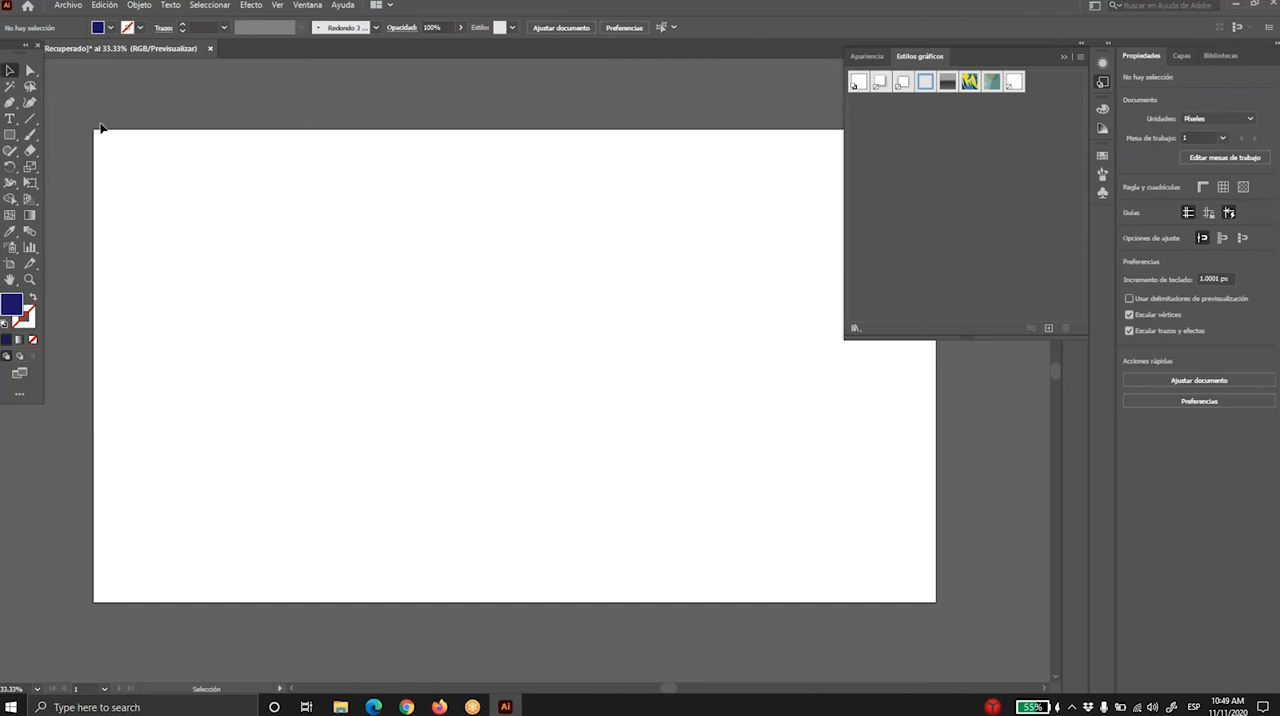 Archivo Edición Objeto Texto Seleccionar Efecto Ver Ventana Ayuda
Buscar en Ayuda de Adobe
No hay selección
Trazo:
Redondo 3 ...
Opacidad: 100%
Estilo:
Ajustar documento
Preferencias
Recuperado]* al 33.33% (RGB/Previsualizar)
Apariencia
Estilos gráficos
Propiedades
Capas
Bibliotecas
No hay selección
Documento
Unidades: Píxeles
Mesa de trabajo: 1
Editar mesas de trabajo
Regla y cuadrículas
Guías
Opciones de ajuste
Preferencias
Incremento de teclado: 1.0001 px
Usar delimitadores de previsualización
Escalar vértices
Escalar trazos y efectos
Acciones rápidas
Ajustar documento
Preferencias
33.33%
1
Selección
Type here to search
Ai
55%
ESP
10:49 AM
11/11/2020